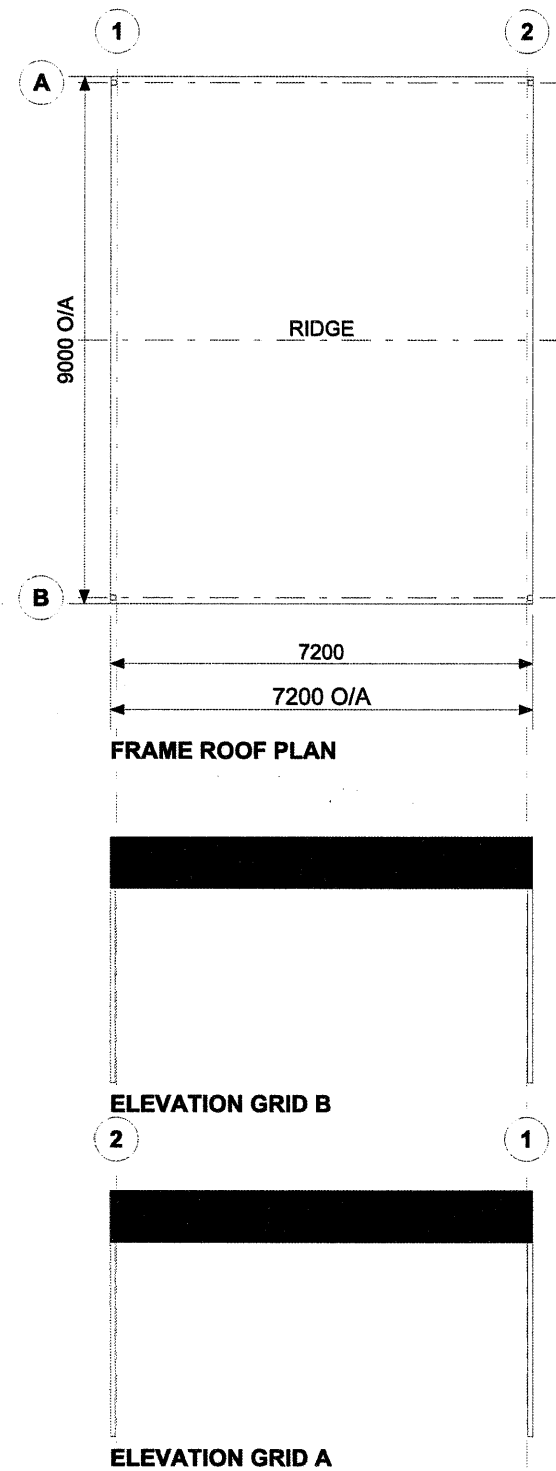 1 2
A
9000 O/A
RIDGE
B
7200
7200 O/A
FRAME ROOF PLAN
ELEVATION GRID B
2 1
ELEVATION GRID A